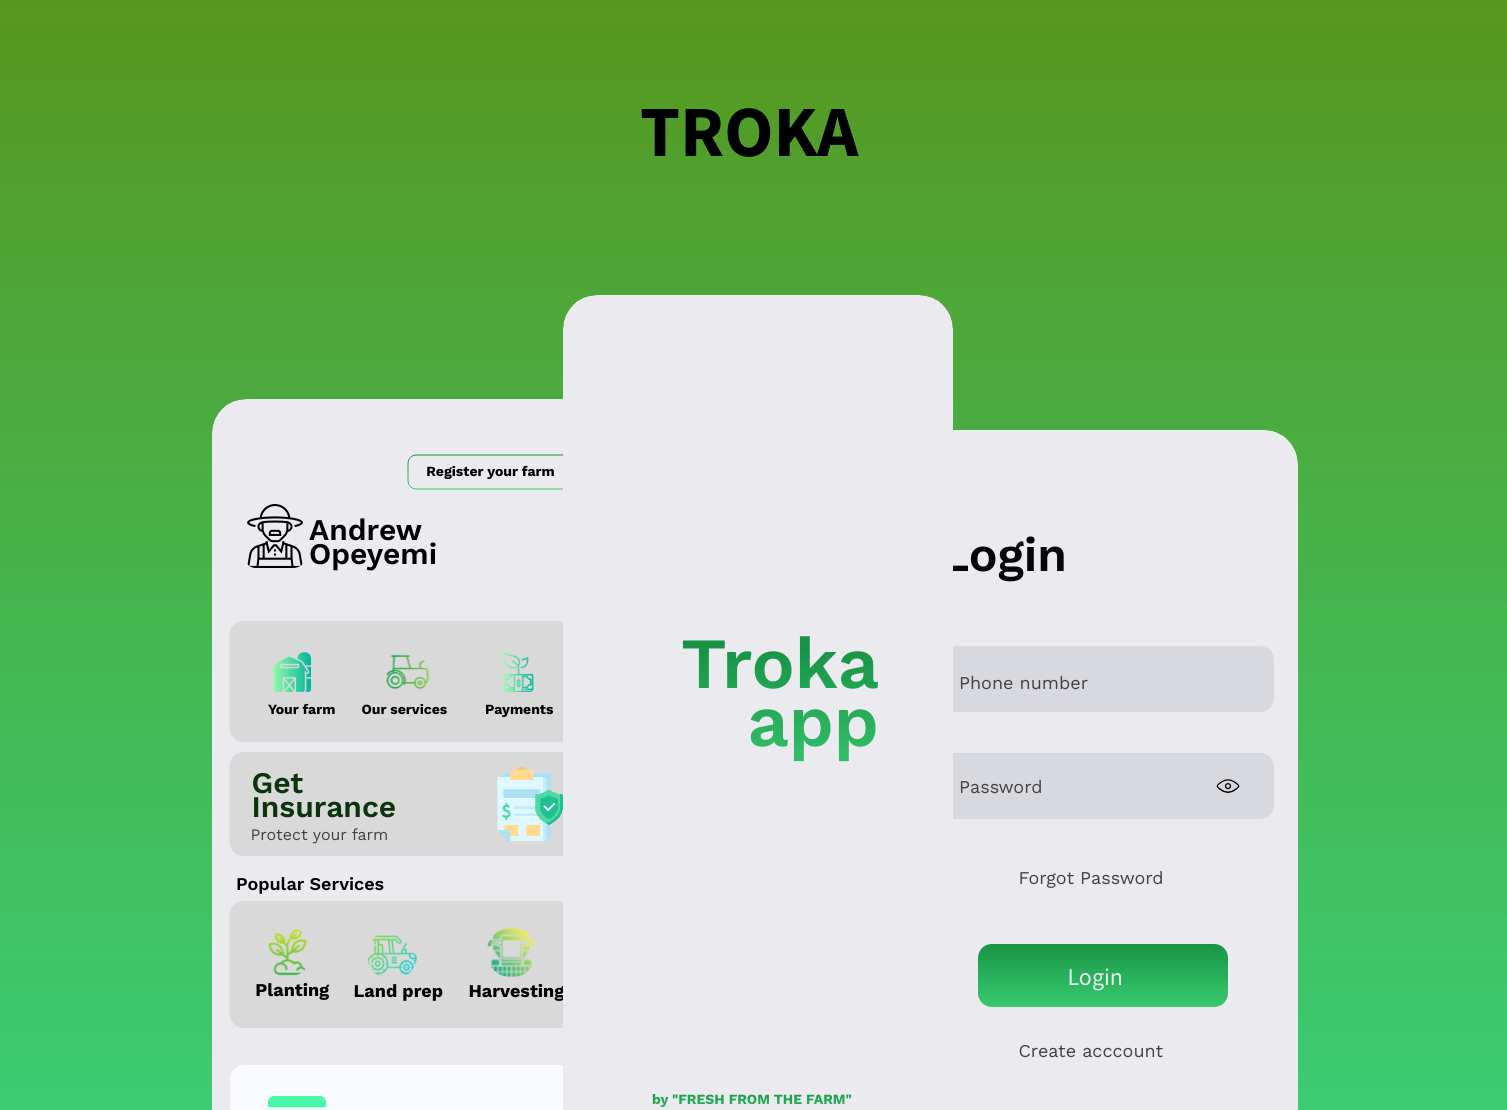 TROKA
Register your farm
Andrew
Opeyemi
Your farm
Our services
Payments
Get
Insurance
Protect your farm
Popular Services
Planting
Land prep
Harvesting
Troka
app
by "FRESH FROM THE FARM"
Login
Phone number
Password
Forgot Password
Login
Create acccount